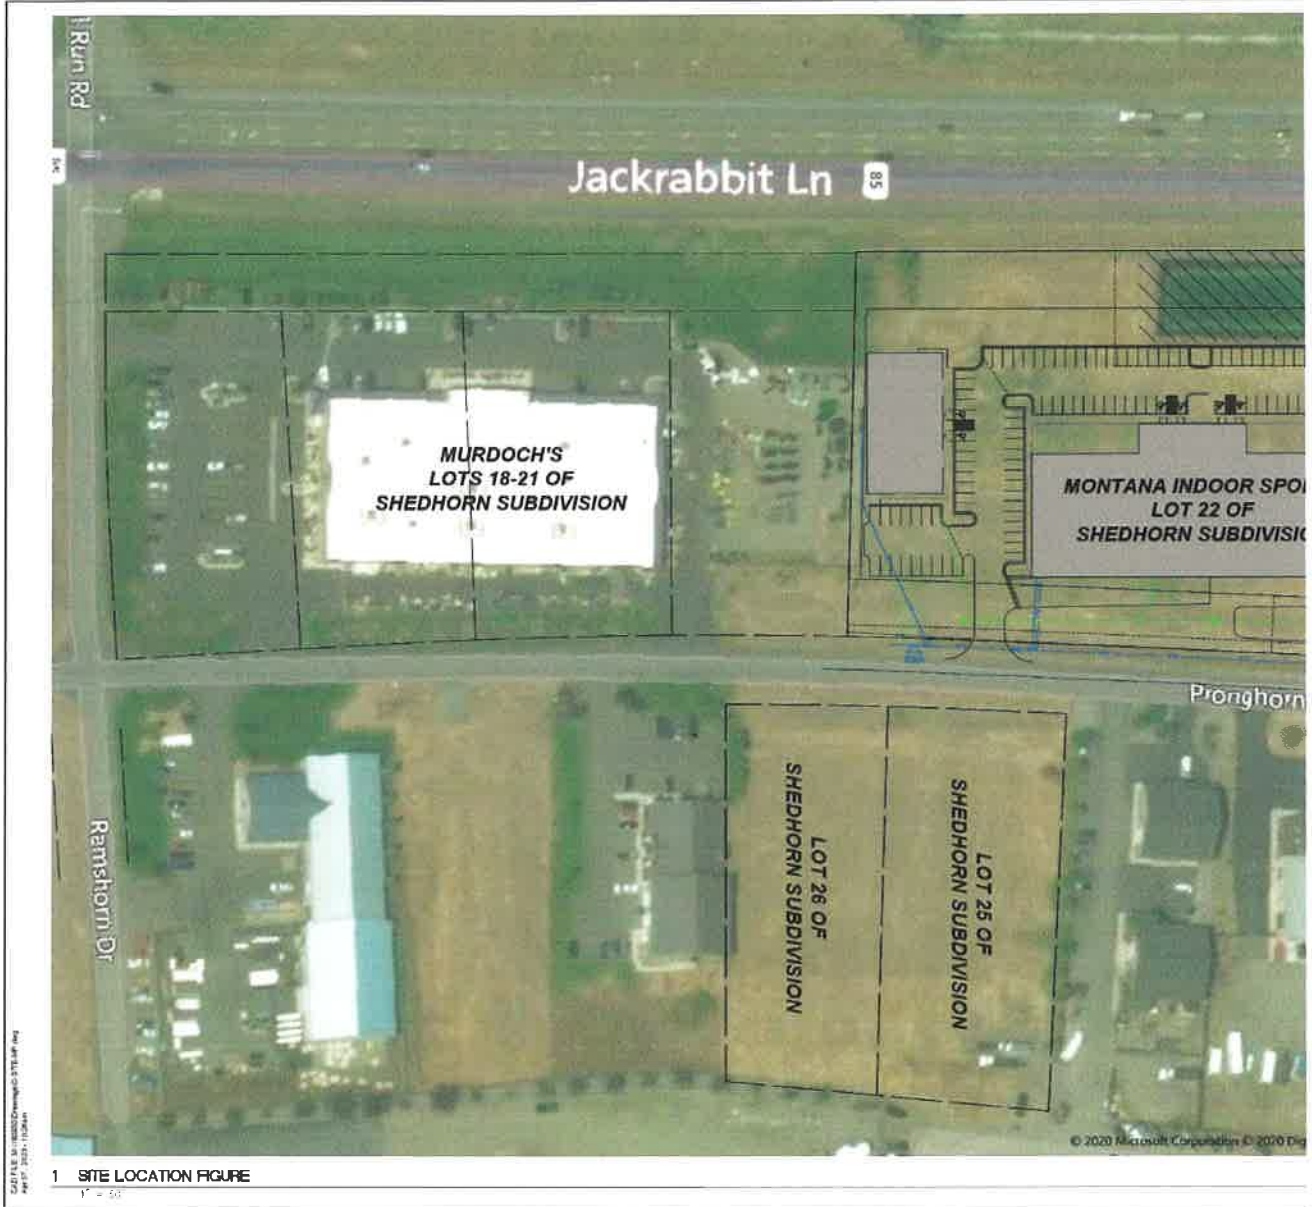 l Run Rd
Jackrabbit Ln 85
MURDOCH'S
LOTS 18-21 OF
SHEDHORN SUBDIVISION
MONTANA INDOOR SPO
LOT 22 OF
SHEDHORN SUBDIVISI
Pronghorn
LOT 26 OF
SHEDHORN SUBDIVISION
LOT 25 OF
SHEDHORN SUBDIVISION
Ramshorn Dr
© 2020 Microsoft Corporation © 2020 Dig
1 SITE LOCATION FIGURE